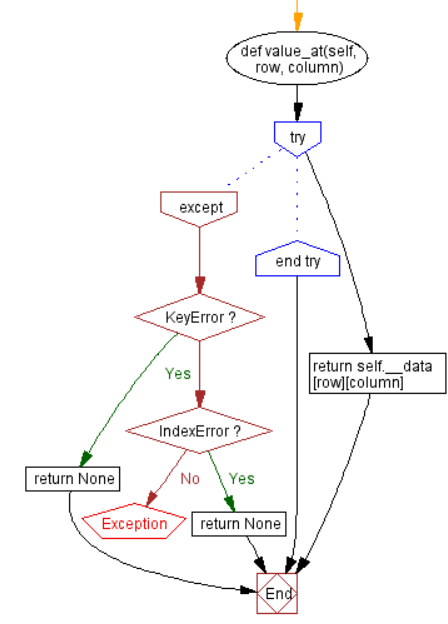 def value_at(self,
row, column)
try
except
end try
KeyError ?
return self.__data
[row][column]
Yes
IndexError ?
return None
No
Yes
Exception
return None
End